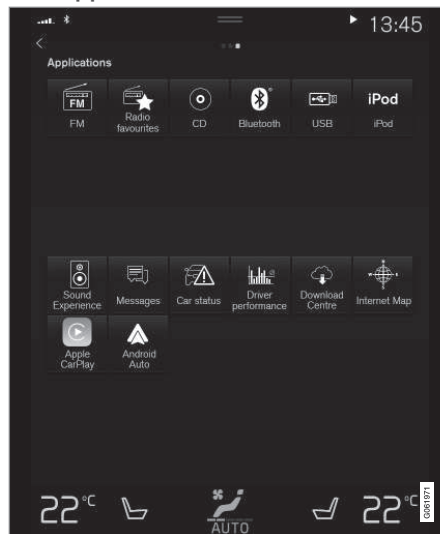 13:45
Applications
FM
FM
Radio
favourites
CD
Bluetooth
USB
iPod
iPod
Sound
Experience
Messages
Car status
Driver
performance
Download
Centre
Internet Map
Apple
CarPlay
Android
Auto
22°C
AUTO
22°C
G061971